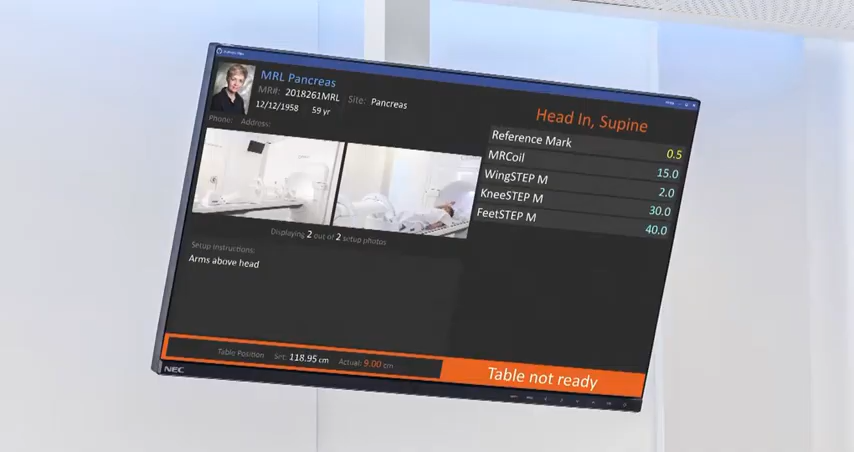 MRL Pancreas
MR#: 2018261MRL Site: Pancreas
12/12/1958 59 yr
Phone: Address:
Head In, Supine
Reference Mark 0.5
MRCoil 15.0
WingSTEP M 2.0
KneeSTEP M 30.0
FeetSTEP M 40.0
Displaying 2 out of 2 setup photos
Setup Instructions:
Arms above head
Table Position Set: 118.95 cm Actual: 9.00 cm
Table not ready
NEC